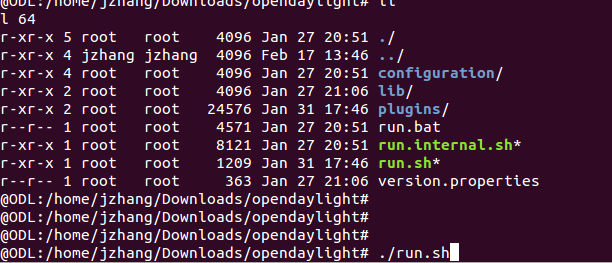 @ODL:/home/jzhang/Downloads/opendaylight# ll
l 64
r-xr-x 5 root root 4096 Jan 27 20:51 ./
r-xr-x 4 jzhang jzhang 4096 Feb 17 13:46 ../
r-xr-x 4 root root 4096 Jan 27 20:51 configuration/
r-xr-x 2 root root 4096 Jan 27 21:06 lib/
r-xr-x 2 root root 24576 Jan 31 17:46 plugins/
r--r-- 1 root root 4571 Jan 27 20:51 run.bat
r-xr-x 1 root root 8121 Jan 27 20:51 run.internal.sh*
r-xr-x 1 root root 1209 Jan 31 17:46 run.sh*
r--r-- 1 root root 363 Jan 27 21:06 version.properties
@ODL:/home/jzhang/Downloads/opendaylight#
@ODL:/home/jzhang/Downloads/opendaylight#
@ODL:/home/jzhang/Downloads/opendaylight#
@ODL:/home/jzhang/Downloads/opendaylight# ./run.sh